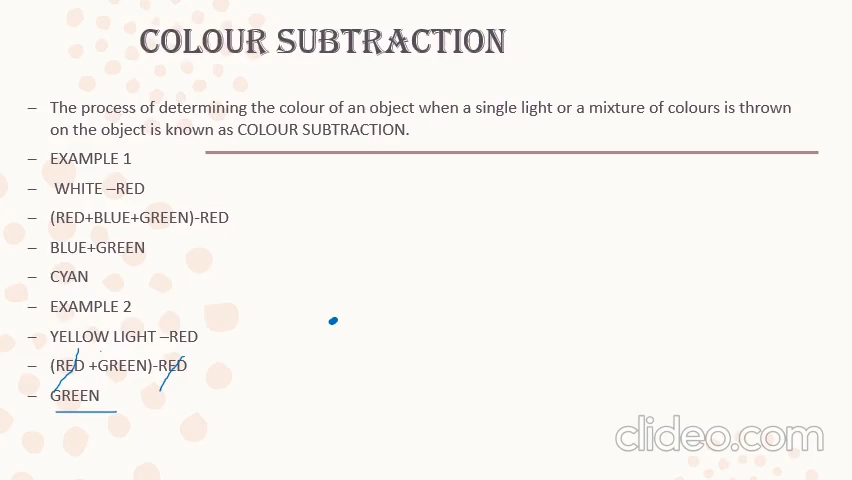 COLOUR SUBTRACTION
– The process of determining the colour of an object when a single light or a mixture of colours is thrown
on the object is known as COLOUR SUBTRACTION.
– EXAMPLE 1
– WHITE –RED
– (RED+BLUE+GREEN)-RED
– BLUE+GREEN
– CYAN
– EXAMPLE 2
– YELLOW LIGHT –RED
– (RED +GREEN)-RED
– GREEN
clideo.com